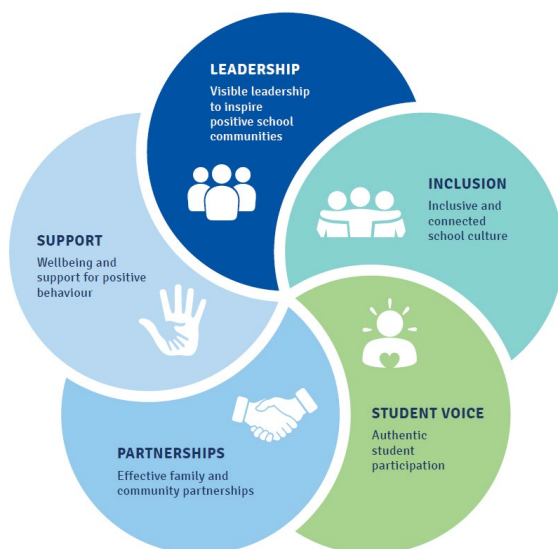 LEADERSHIP
Visible leadership
to inspire
positive school
communities
INCLUSION
Inclusive and
connected
school culture
STUDENT VOICE
Authentic
student
participation
PARTNERSHIPS
Effective family and
community partnerships
SUPPORT
Wellbeing and
support for positive
behaviour